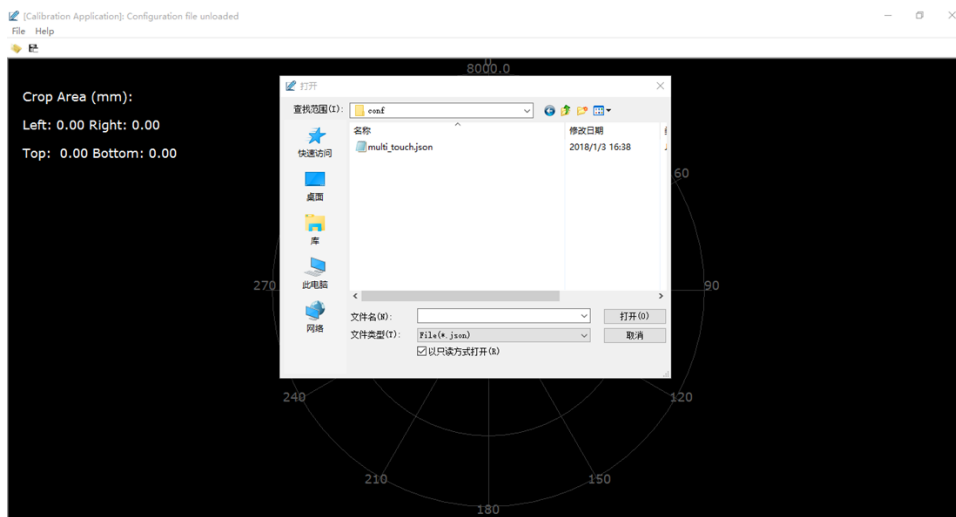 [Calibration Application]: Configuration file unloaded
File Help
8000.0
Crop Area (mm):
Left: 0.00 Right: 0.00
Top: 0.00 Bottom: 0.00
打开
查找范围(I):
conf
快速访问
桌面
库
此电脑
网络
名称
修改日期
multi_touch.json
2018/1/3 16:38
文件名(N):
打开(O)
文件类型(T):
File(*.json)
取消
以只读方式打开(R)
60
270
90
240
120
210
150
180